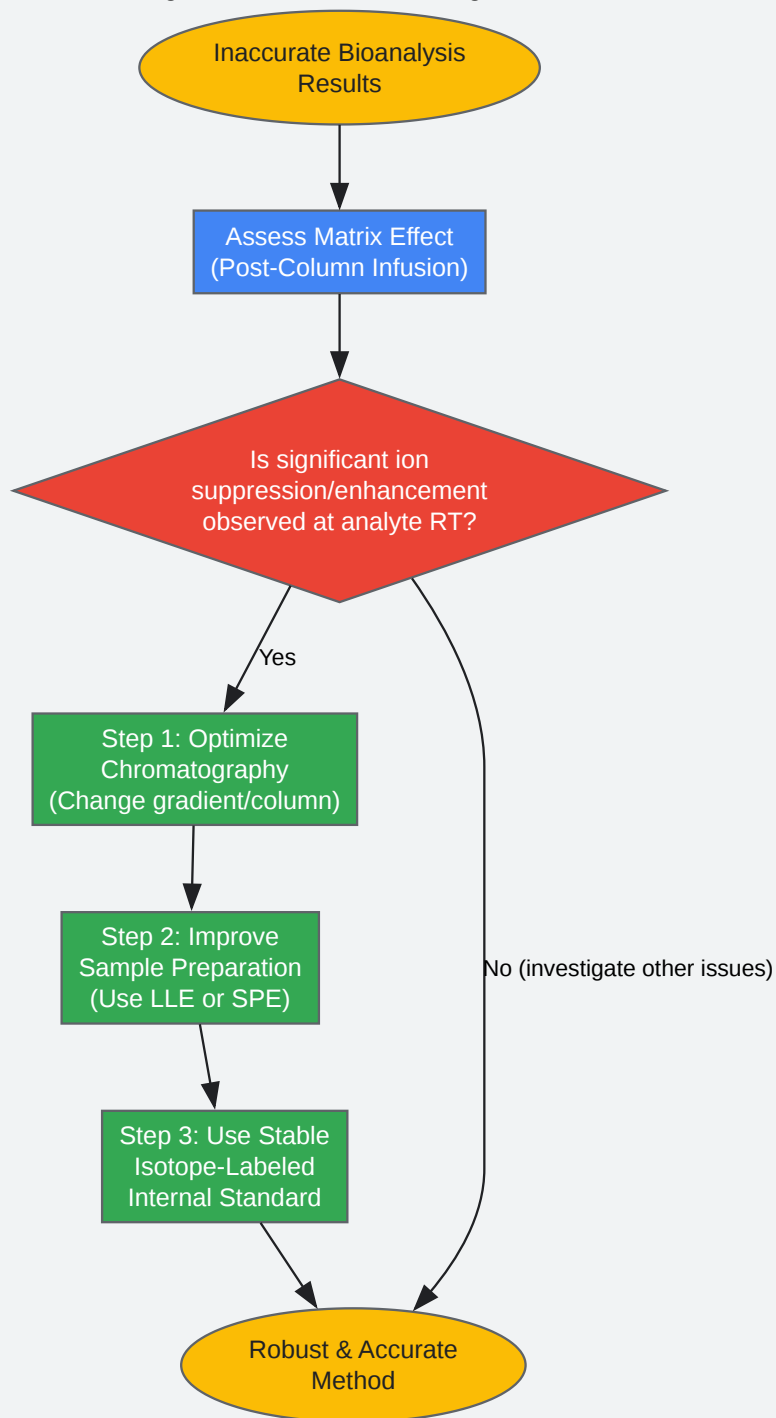 Inaccurate Bioanalysis
Results
Assess Matrix Effect
(Post-Column Infusion)
Is significant ion
suppression/enhancement
observed at analyte RT?
Yes
Step 1: Optimize
Chromatography
(Change gradient/column)
Step 2: Improve
Sample Preparation
(Use LLE or SPE)
No (investigate other issues)
Step 3: Use Stable
Isotope-Labeled
Internal Standard
Robust & Accurate
Method